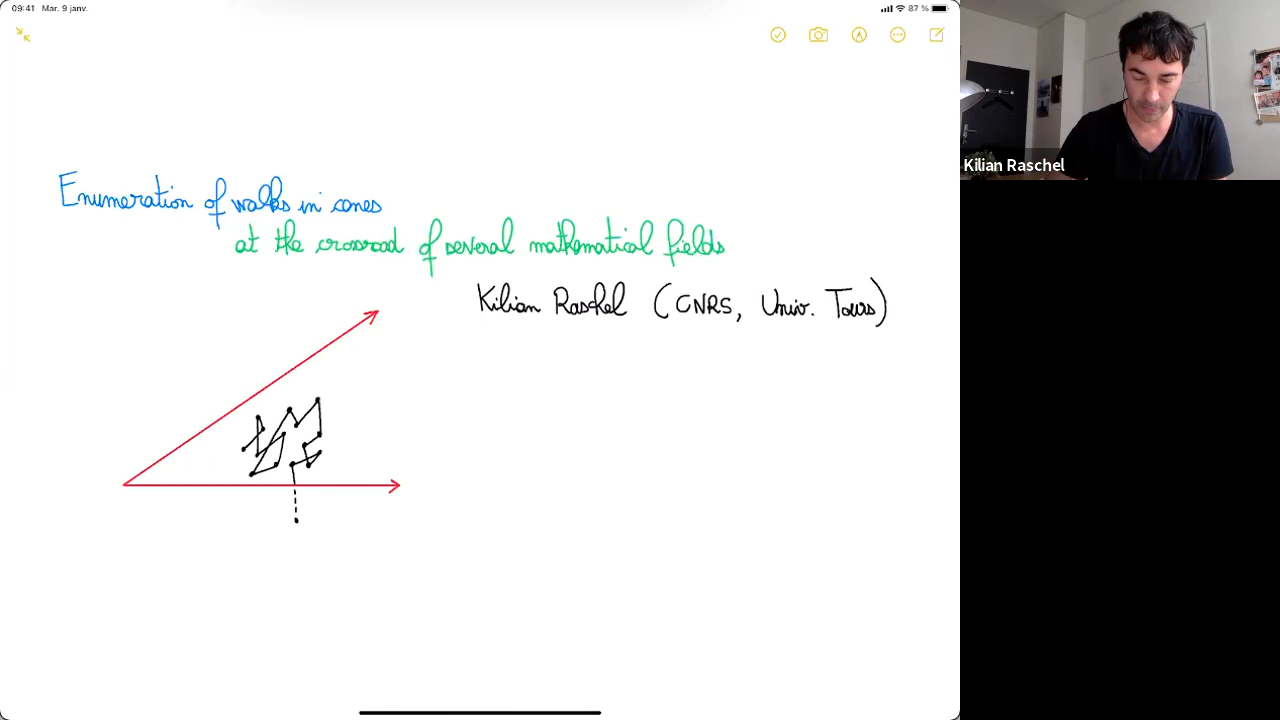 09:41 Mar. 9 janv.
87 %
Enumeration of walks in cones
at the crossroad of several mathematical fields
Kilian Raschel (CNRS, Univ. Tours)
Kilian Raschel